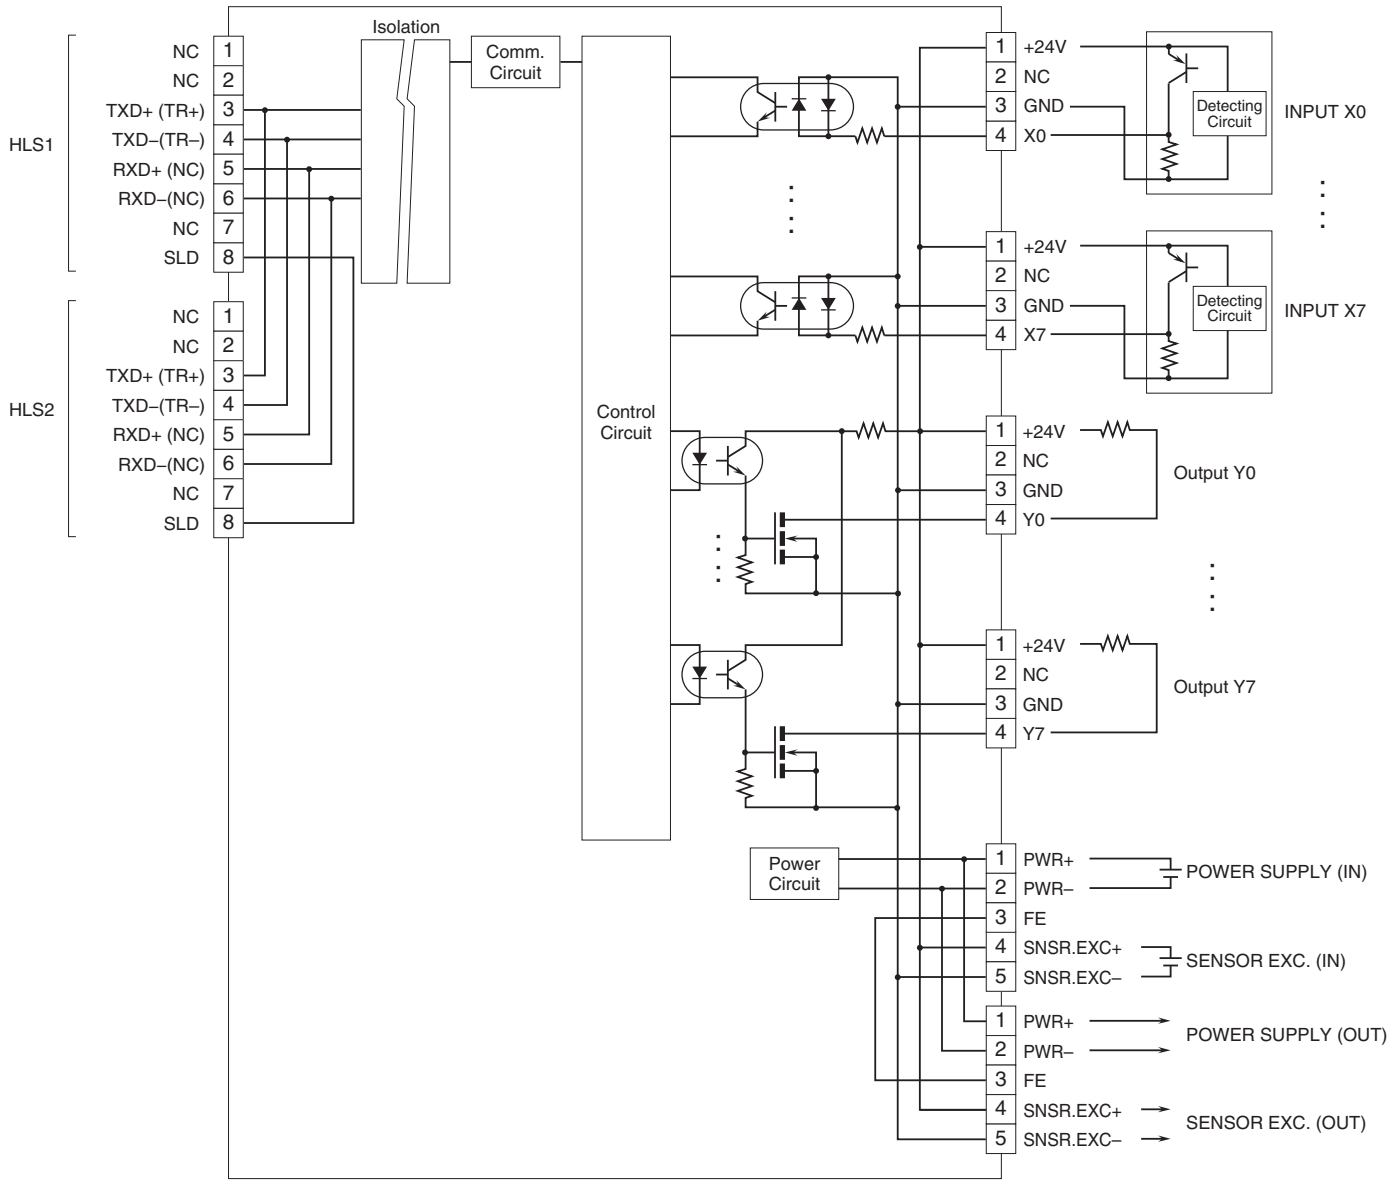 Isolation
Comm.
Circuit
Control
Circuit
HLS1
NC 1
NC 2
TXD+ (TR+) 3
TXD−(TR−) 4
RXD+ (NC) 5
RXD−(NC) 6
NC 7
SLD 8
HLS2
NC 1
NC 2
TXD+ (TR+) 3
TXD−(TR−) 4
RXD+ (NC) 5
RXD−(NC) 6
NC 7
SLD 8
1 +24V
2 NC
3 GND
4 X0
Detecting
Circuit
INPUT X0
1 +24V
2 NC
3 GND
4 X7
Detecting
Circuit
INPUT X7
1 +24V
2 NC
3 GND
4 Y0
Output Y0
1 +24V
2 NC
3 GND
4 Y7
Output Y7
Power
Circuit
1 PWR+
2 PWR−
POWER SUPPLY (IN)
3 FE
4 SNSR.EXC+
5 SNSR.EXC−
SENSOR EXC. (IN)
1 PWR+
2 PWR−
POWER SUPPLY (OUT)
3 FE
4 SNSR.EXC+
5 SNSR.EXC−
SENSOR EXC. (OUT)